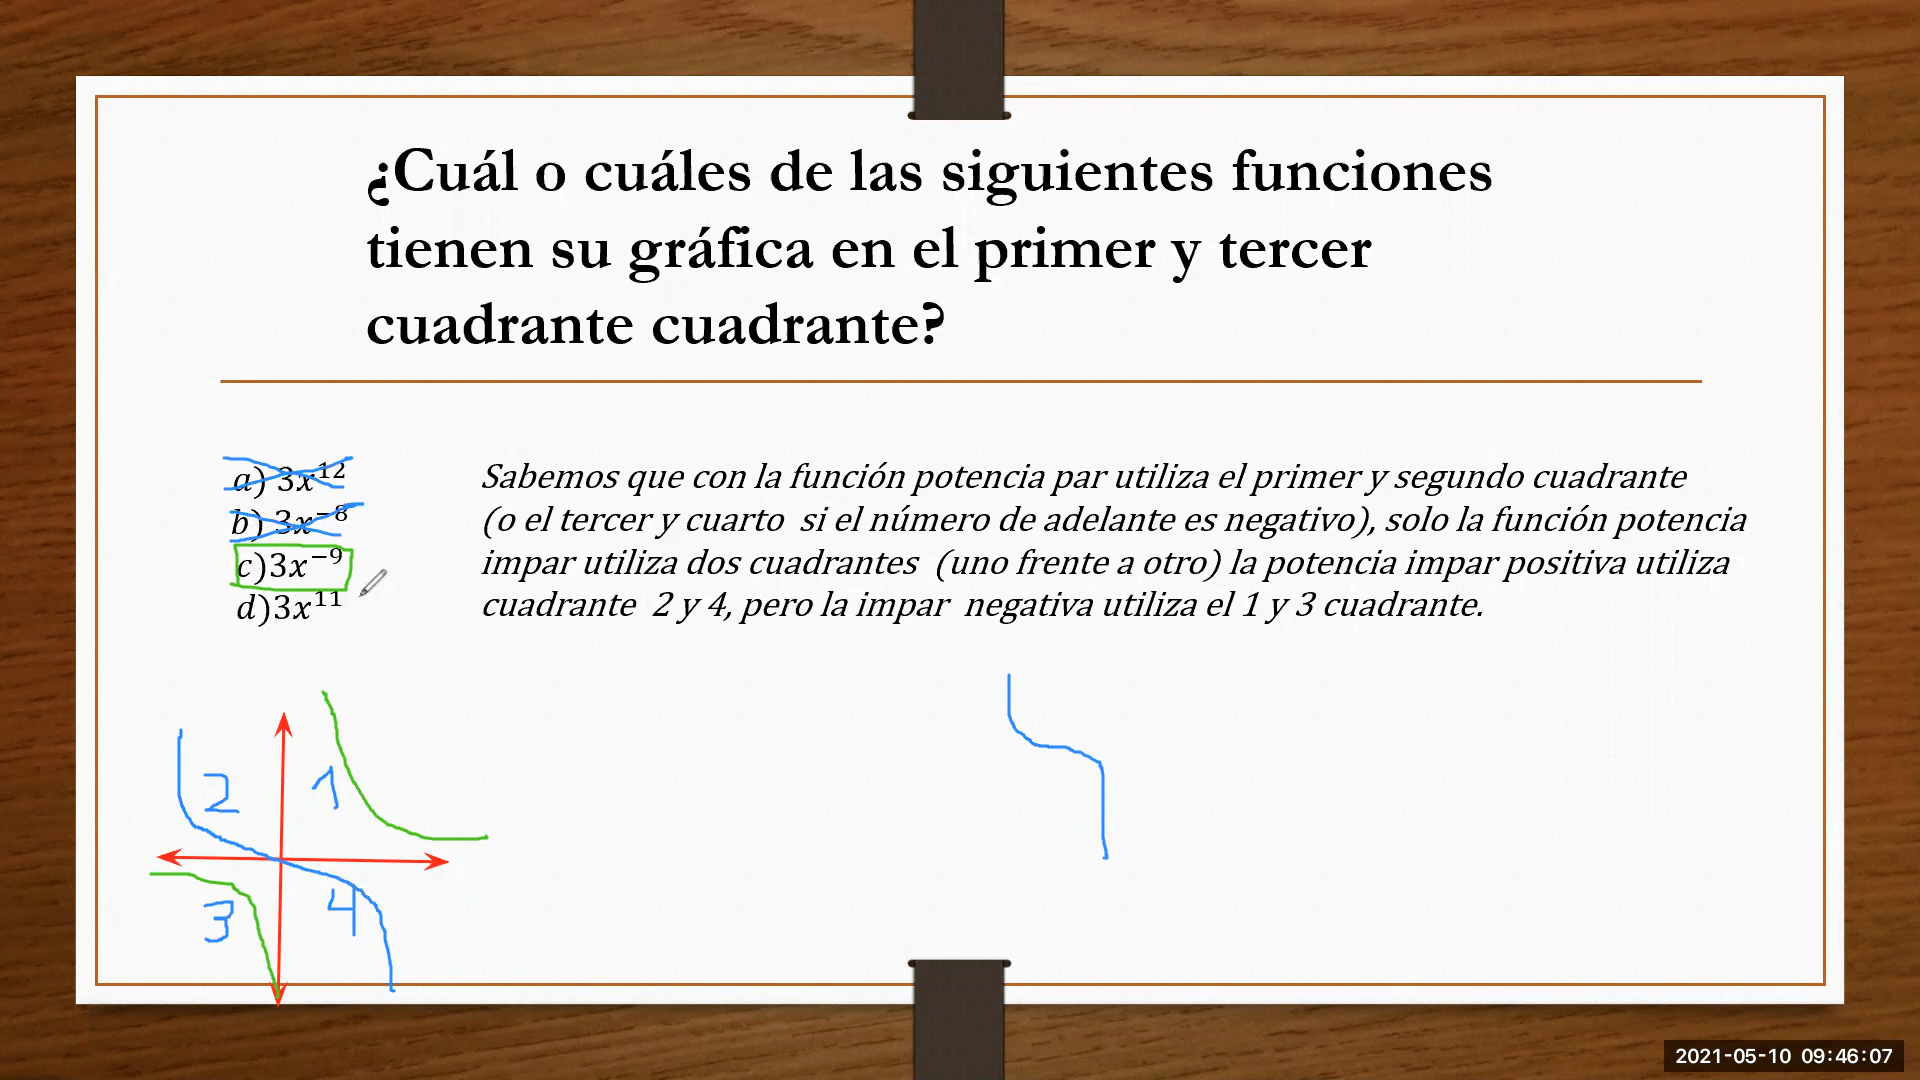 ¿Cuál o cuáles de las siguientes funciones
tienen su gráfica en el primer y tercer
cuadrante cuadrante?
a) 3x¹²
b) 3x⁻⁸
c)3x⁻⁹
d)3x¹¹
Sabemos que con la función potencia par utiliza el primer y segundo cuadrante
(o el tercer y cuarto si el número de adelante es negativo), solo la función potencia
impar utiliza dos cuadrantes (uno frente a otro) la potencia impar positiva utiliza
cuadrante 2 y 4, pero la impar negativa utiliza el 1 y 3 cuadrante.
2 1
3 4
2021-05-10 09:46:07